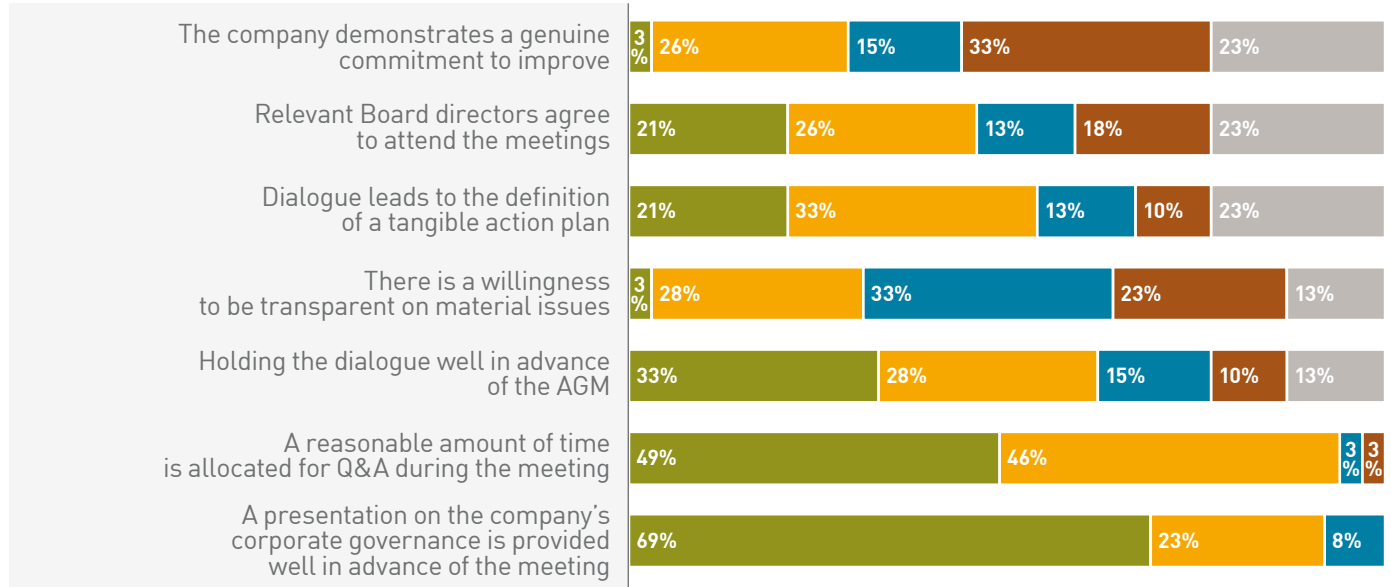 The company demonstrates a genuine
commitment to improve
3
%
26%
15%
33%
23%
Relevant Board directors agree
to attend the meetings
21%
26%
13%
18%
23%
Dialogue leads to the definition
of a tangible action plan
21%
33%
13%
10%
23%
There is a willingness
to be transparent on material issues
3
%
28%
33%
23%
13%
Holding the dialogue well in advance
of the AGM
33%
28%
15%
10%
13%
A reasonable amount of time
is allocated for Q&A during the meeting
49%
46%
3
%
3
%
A presentation on the company’s
corporate governance is provided
well in advance of the meeting
69%
23%
8%